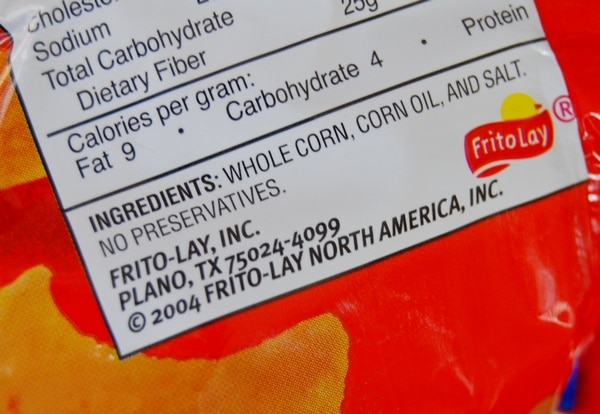 Sodium
Total Carbohydrate 25g
Dietary Fiber
Calories per gram:
Fat 9 • Carbohydrate 4 • Protein
INGREDIENTS: WHOLE CORN, CORN OIL, AND SALT.
NO PRESERVATIVES.
FRITO-LAY, INC.
PLANO, TX 75024-4099
© 2004 FRITO-LAY NORTH AMERICA, INC.
Frito Lay ®